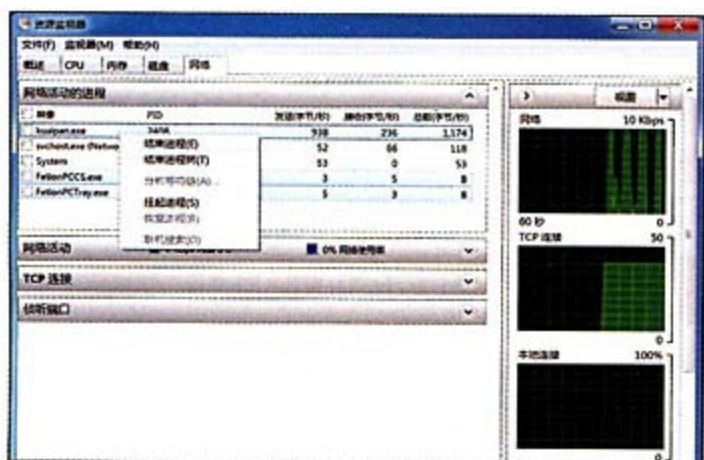 资源监视器
文件(F) 监视器(M) 帮助(H)
概述 CPU 内存 磁盘 网络
网络活动的进程
映像 PID 发送(字节/秒) 接收(字节/秒) 总数(字节/秒)
kuaipan.exe 938 236 1,174
svchost.exe (Netwo 52 66 118
System 53 0 53
FetionPCCS.exe 3 5 8
FetionPCTray.exe 5 3 8
结束进程(E)
结束进程树(T)
分析等待链(A)...
挂起进程(S)
恢复进程(R)
联机搜索(O)
网络活动 0% 网络使用率
TCP 连接
侦听端口
视图
网络 10 Kbps
60 秒 0
TCP 连接 50
0
本地连接 100%
0